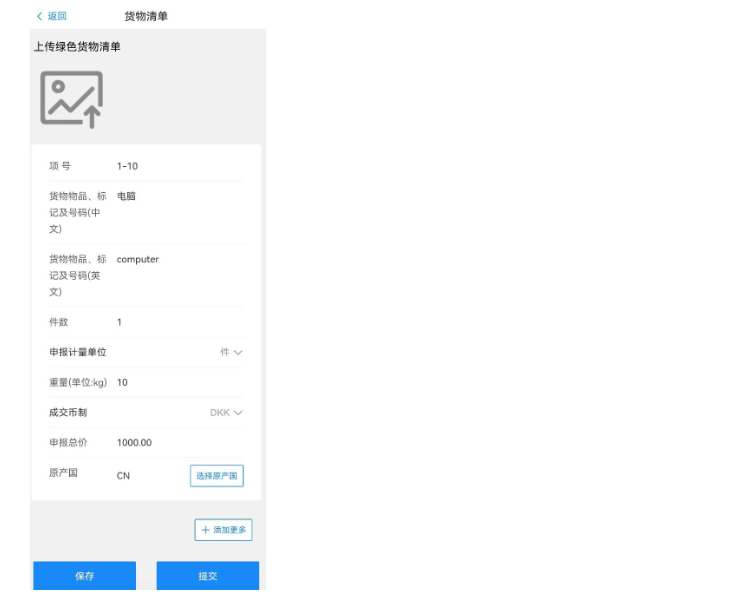 返回 货物清单
上传绿色货物清单
项 号 1-10
货物物品、标 电脑
记及号码(中
文)
货物物品、标 computer
记及号码(英
文)
件数 1
申报计量单位 件
重量(单位:kg) 10
成交币制 DKK
申报总价 1000.00
原产国 CN 选择原产国
+ 添加更多
保存 提交